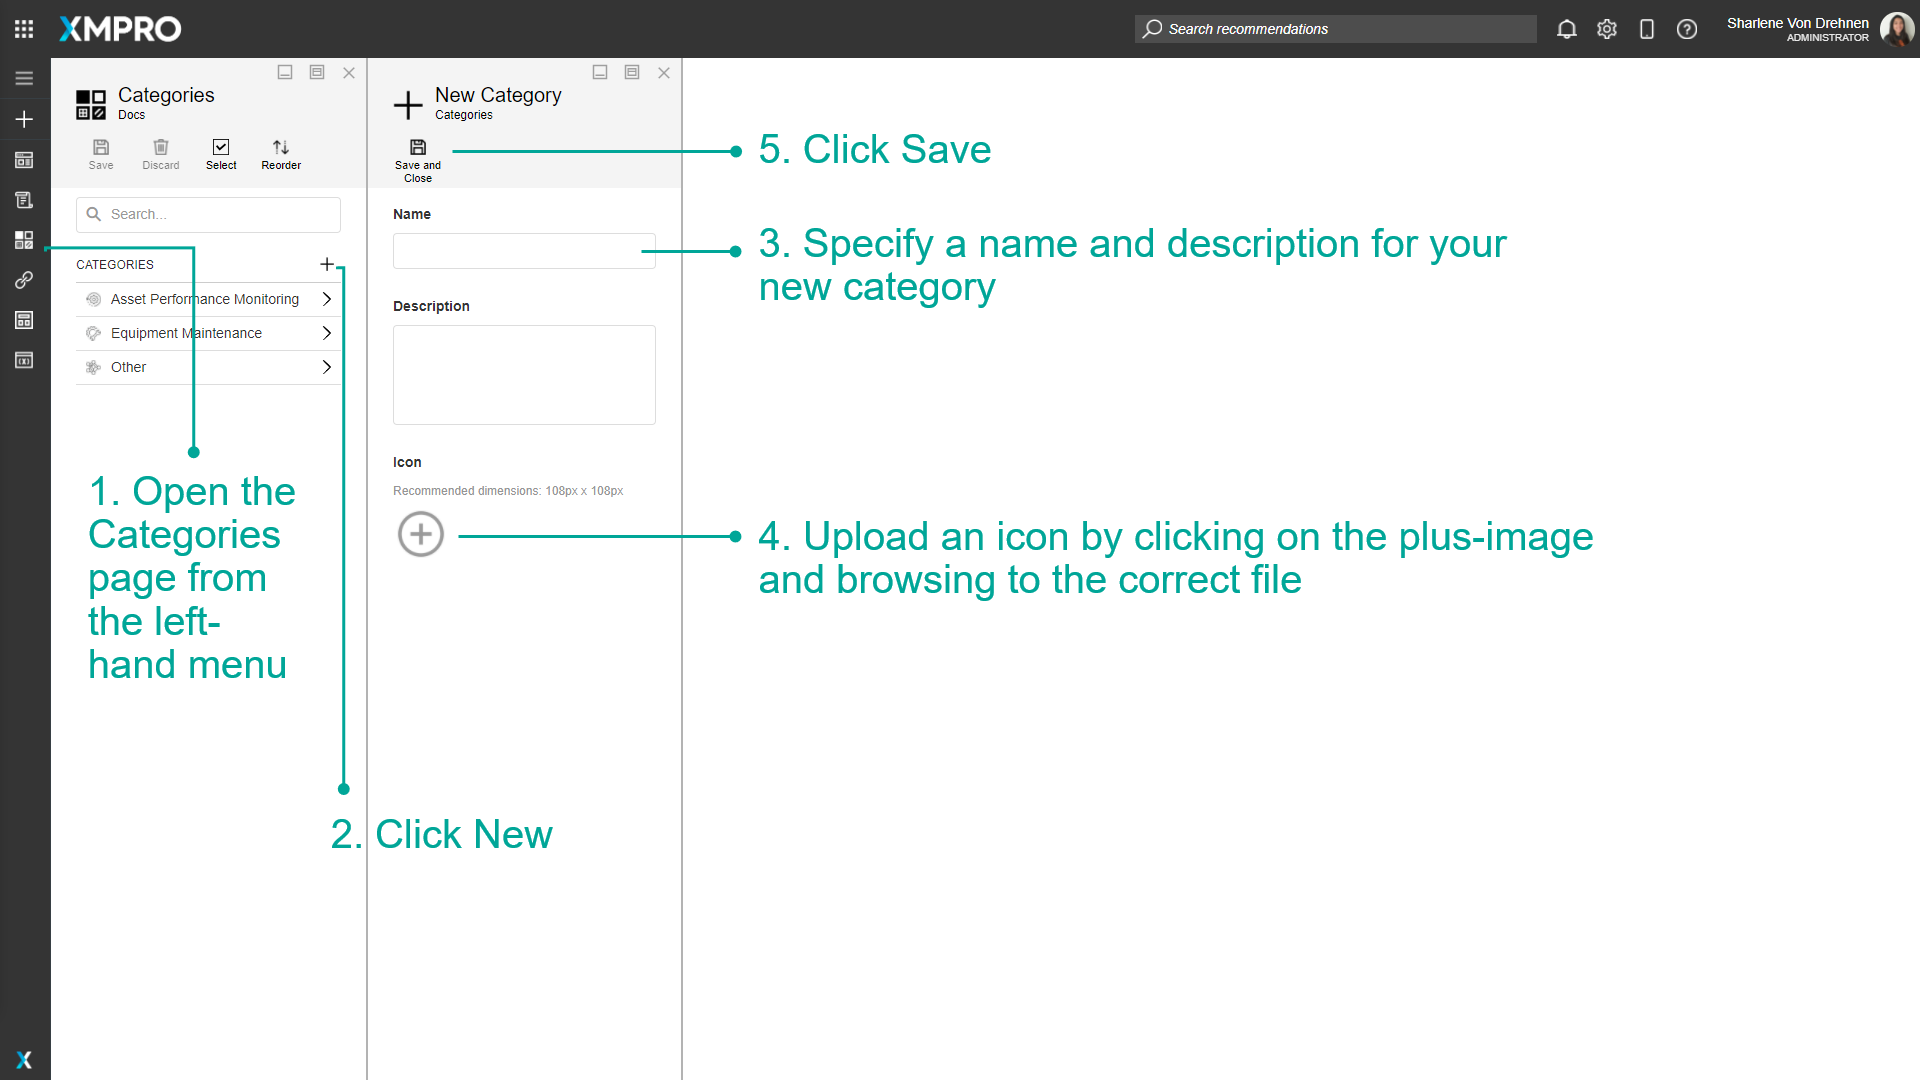 XMPRO
Search recommendations
Sharlene Von Drehnen
ADMINISTRATOR
Categories
Docs
Save
Discard
Select
Reorder
Search...
CATEGORIES
Asset Performance Monitoring
Equipment Maintenance
Other
1. Open the
Categories
page from
the left-
hand menu
2. Click New
New Category
Categories
Save and
Close
Name
Description
Icon
Recommended dimensions: 108px x 108px
5. Click Save
3. Specify a name and description for your
new category
4. Upload an icon by clicking on the plus-image
and browsing to the correct file